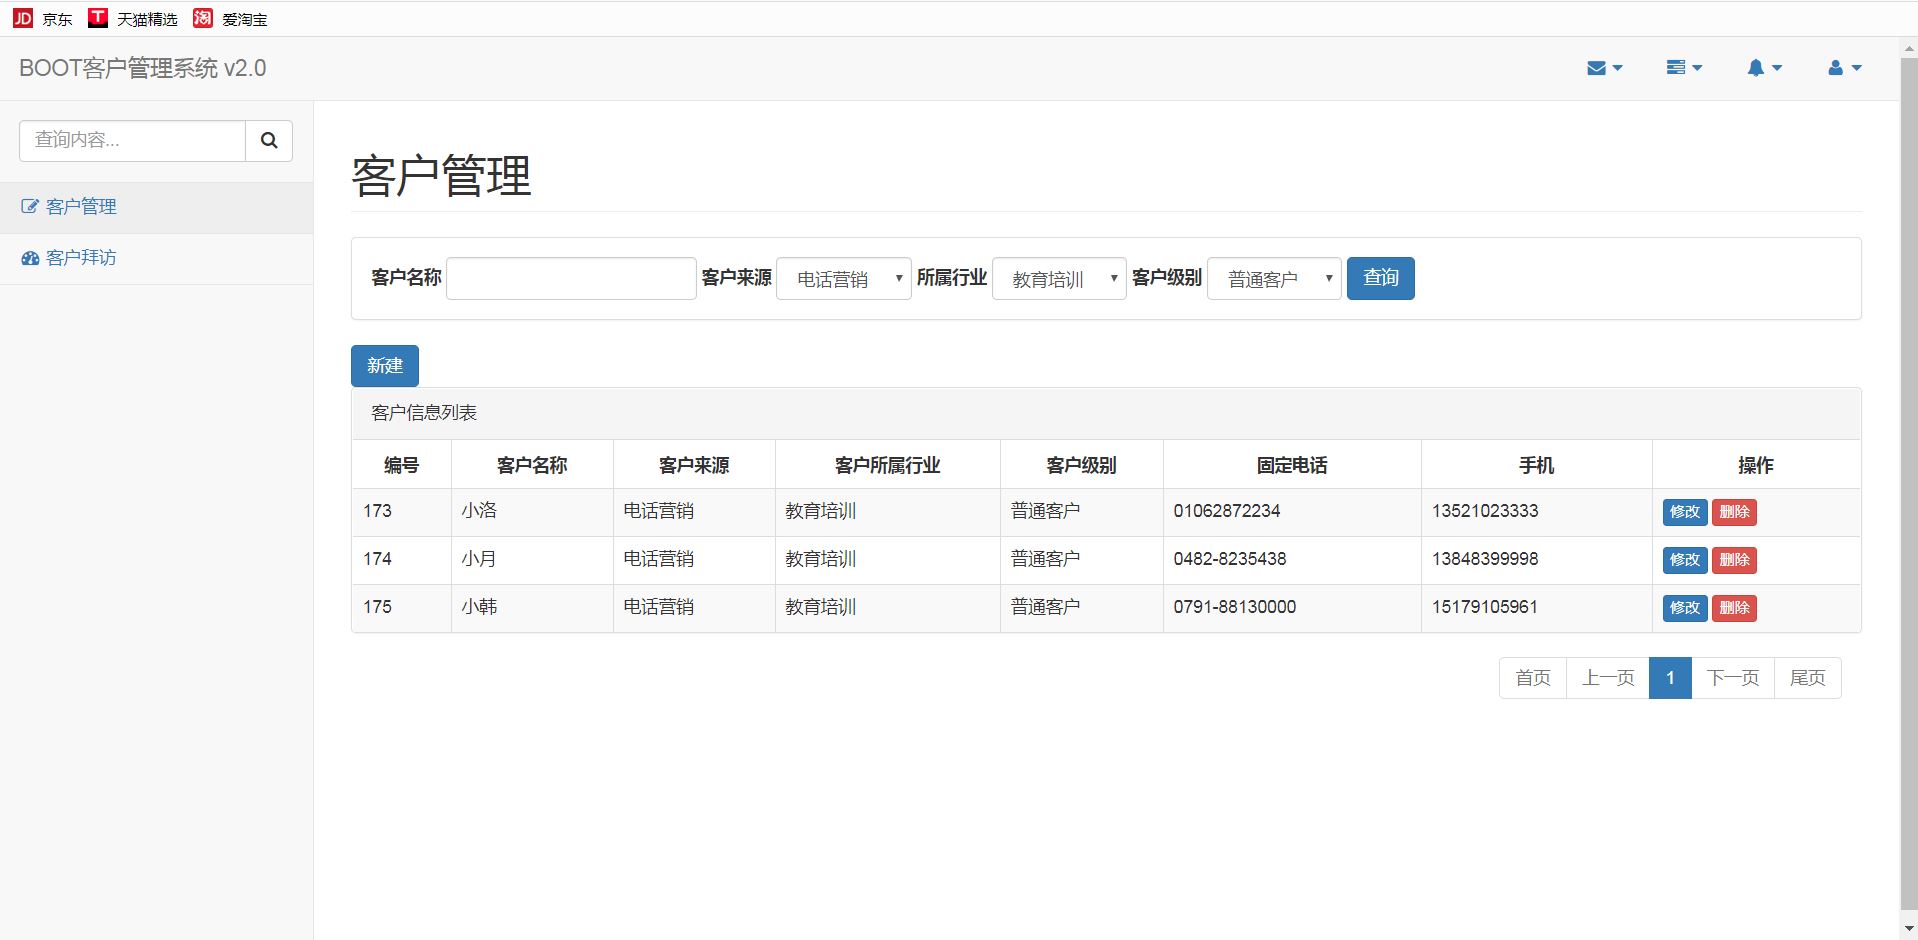 JD 京东 T 天猫精选 淘 爱淘宝
BOOT客户管理系统 v2.0
查询内容...
客户管理
客户拜访
客户管理
客户名称 客户来源 电话营销 所属行业 教育培训 客户级别 普通客户 查询
新建
客户信息列表
编号 客户名称 客户来源 客户所属行业 客户级别 固定电话 手机 操作
173 小洛 电话营销 教育培训 普通客户 01062872234 13521023333 修改 删除
174 小月 电话营销 教育培训 普通客户 0482-8235438 13848399998 修改 删除
175 小韩 电话营销 教育培训 普通客户 0791-88130000 15179105961 修改 删除
首页 上一页 1 下一页 尾页